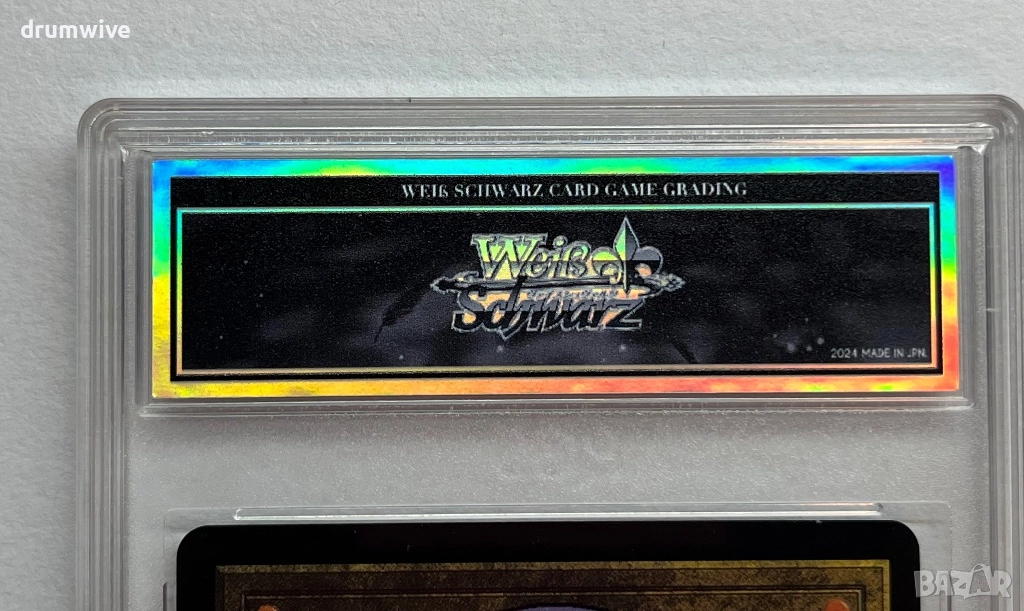 drumwive
WEIß SCHWARZ CARD GAME GRADING
Weiß
Schwarz
2024 MADE IN JPN.
BAZAR